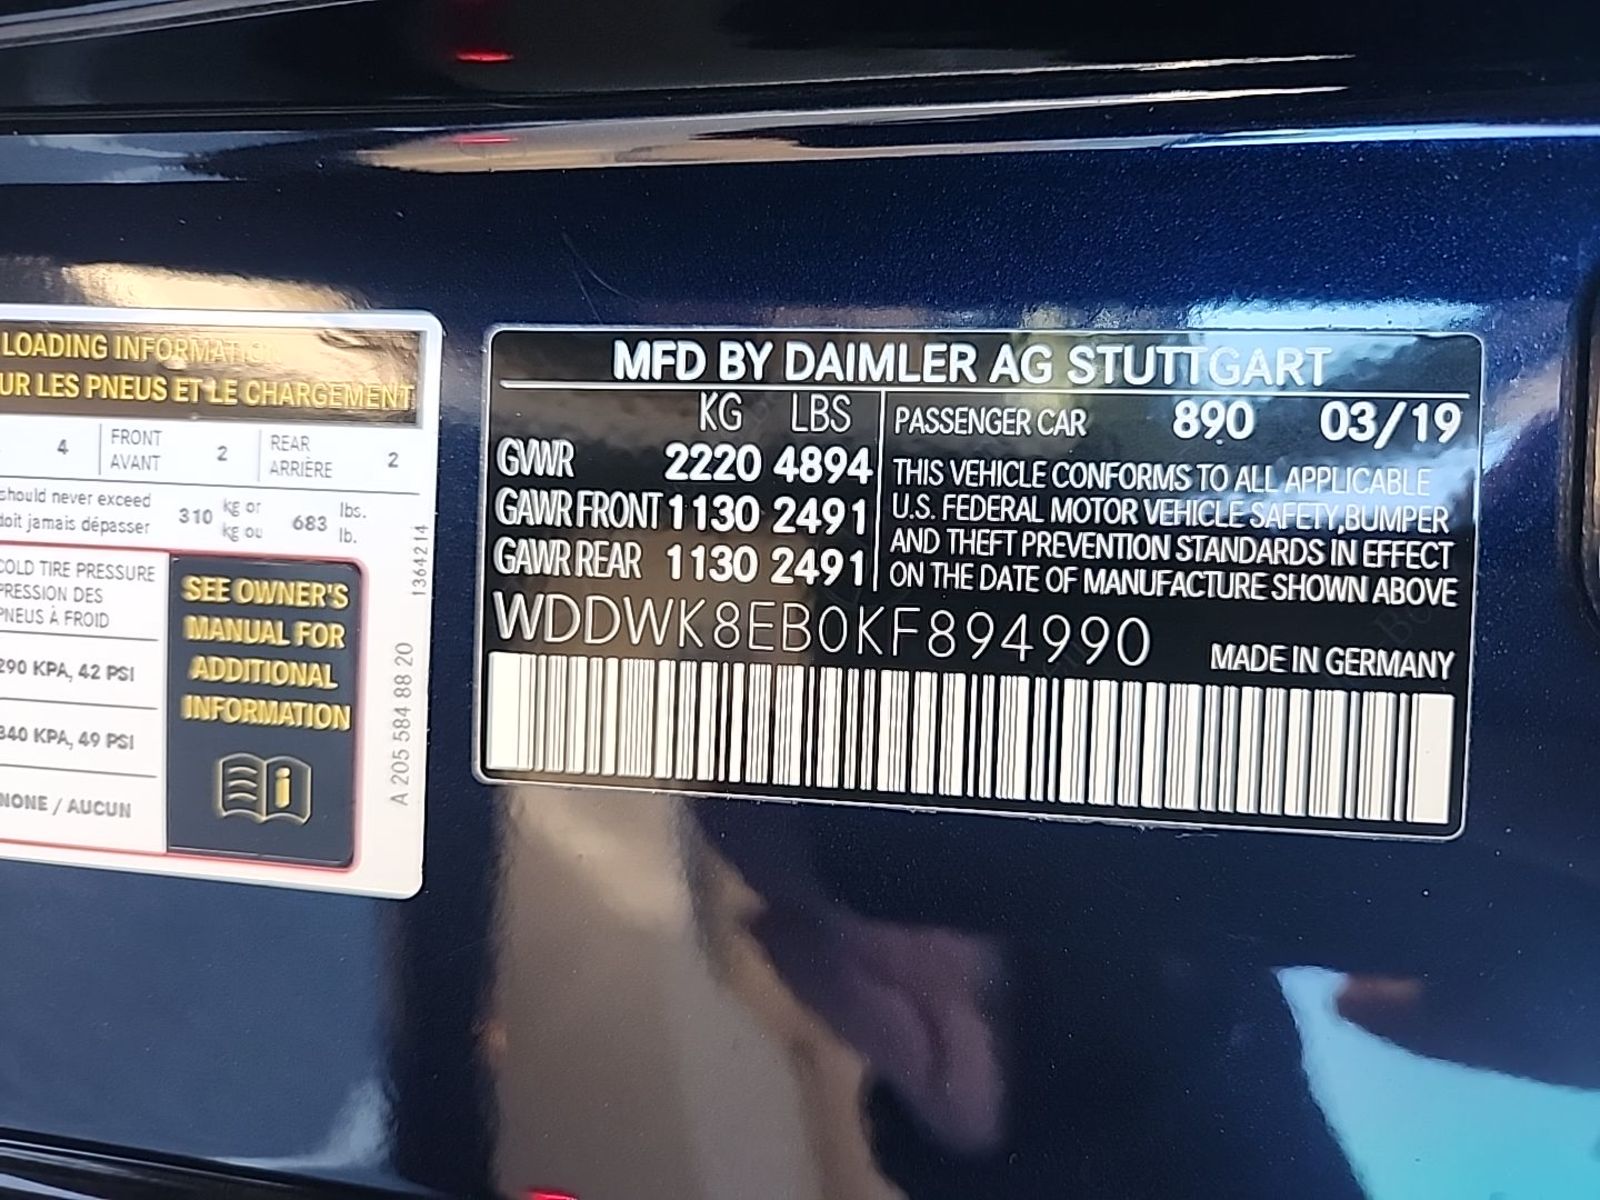 LOADING INFORMATION
UR LES PNEUS ET LE CHARGEMENT
4 FRONT AVANT 2 REAR ARRIÈRE 2
should never exceed 310 kg or 683 lbs.
doit jamais dépasser kg ou lb.
COLD TIRE PRESSURE
PRESSION DES
PNEUS À FROID
290 KPA, 42 PSI
340 KPA, 49 PSI
NONE / AUCUN
SEE OWNER'S
MANUAL FOR
ADDITIONAL
INFORMATION
1364214
A 205 584 88 20
MFD BY DAIMLER AG STUTTGART
KG LBS
GVWR 2220 4894
GAWR FRONT 1130 2491
GAWR REAR 1130 2491
PASSENGER CAR 890 03/19
THIS VEHICLE CONFORMS TO ALL APPLICABLE
U.S. FEDERAL MOTOR VEHICLE SAFETY, BUMPER
AND THEFT PREVENTION STANDARDS IN EFFECT
ON THE DATE OF MANUFACTURE SHOWN ABOVE
WDDWK8EB0KF894990
MADE IN GERMANY